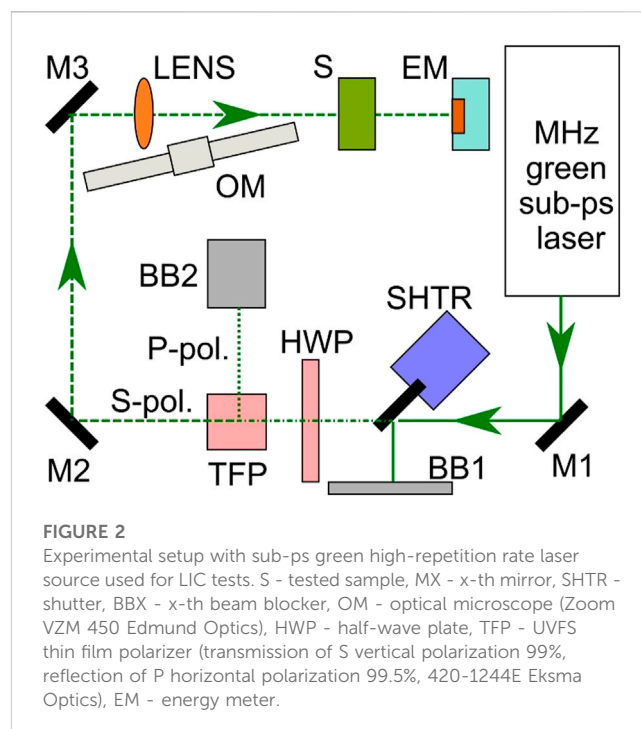 M3
LENS
S
EM
MHz
green
sub-ps
laser
OM
BB2
SHTR
P-pol.
HWP
S-pol.
M2
TFP
BB1
M1
FIGURE 2
Experimental setup with sub-ps green high-repetition rate laser
source used for LIC tests. S - tested sample, MX - x-th mirror, SHTR -
shutter, BBX - x-th beam blocker, OM - optical microscope (Zoom
VZM 450 Edmund Optics), HWP - half-wave plate, TFP - UVFS
thin film polarizer (transmission of S vertical polarization 99%,
reflection of P horizontal polarization 99.5%, 420-1244E Eksma
Optics), EM - energy meter.